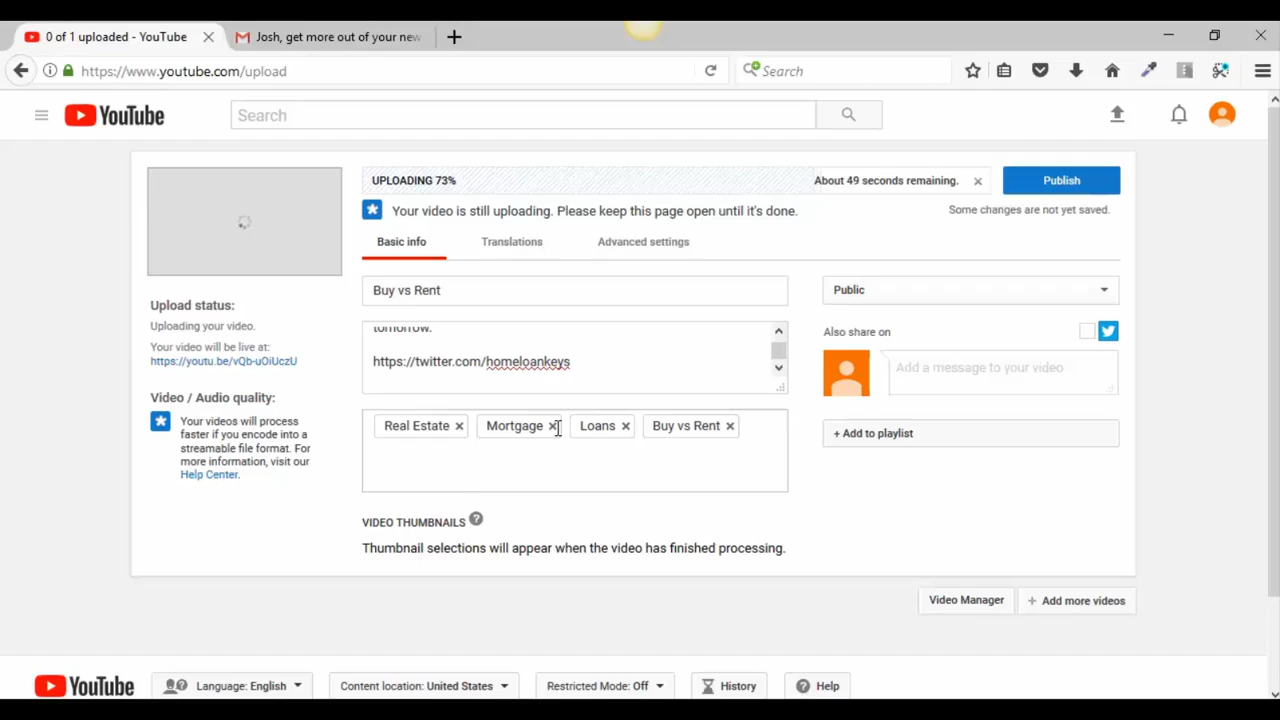 0 of 1 uploaded - YouTube
Josh, get more out of your new
https://www.youtube.com/upload
Search
YouTube
Search
UPLOADING 73%
About 49 seconds remaining.
Publish
Your video is still uploading. Please keep this page open until it's done.
Some changes are not yet saved.
Basic info
Translations
Advanced settings
Buy vs Rent
Public
tomorrow.
https://twitter.com/homeloankeys
Also share on
Add a message to your video
Upload status:
Uploading your video.
Your video will be live at:
https://youtu.be/vQb-uOiUczU
Video / Audio quality:
Your videos will process
faster if you encode into a
streamable file format. For
more information, visit our
Help Center.
Real Estate
Mortgage
Loans
Buy vs Rent
+ Add to playlist
VIDEO THUMBNAILS ?
Thumbnail selections will appear when the video has finished processing.
Video Manager
+ Add more videos
YouTube
Language: English
Content location: United States
Restricted Mode: Off
History
Help